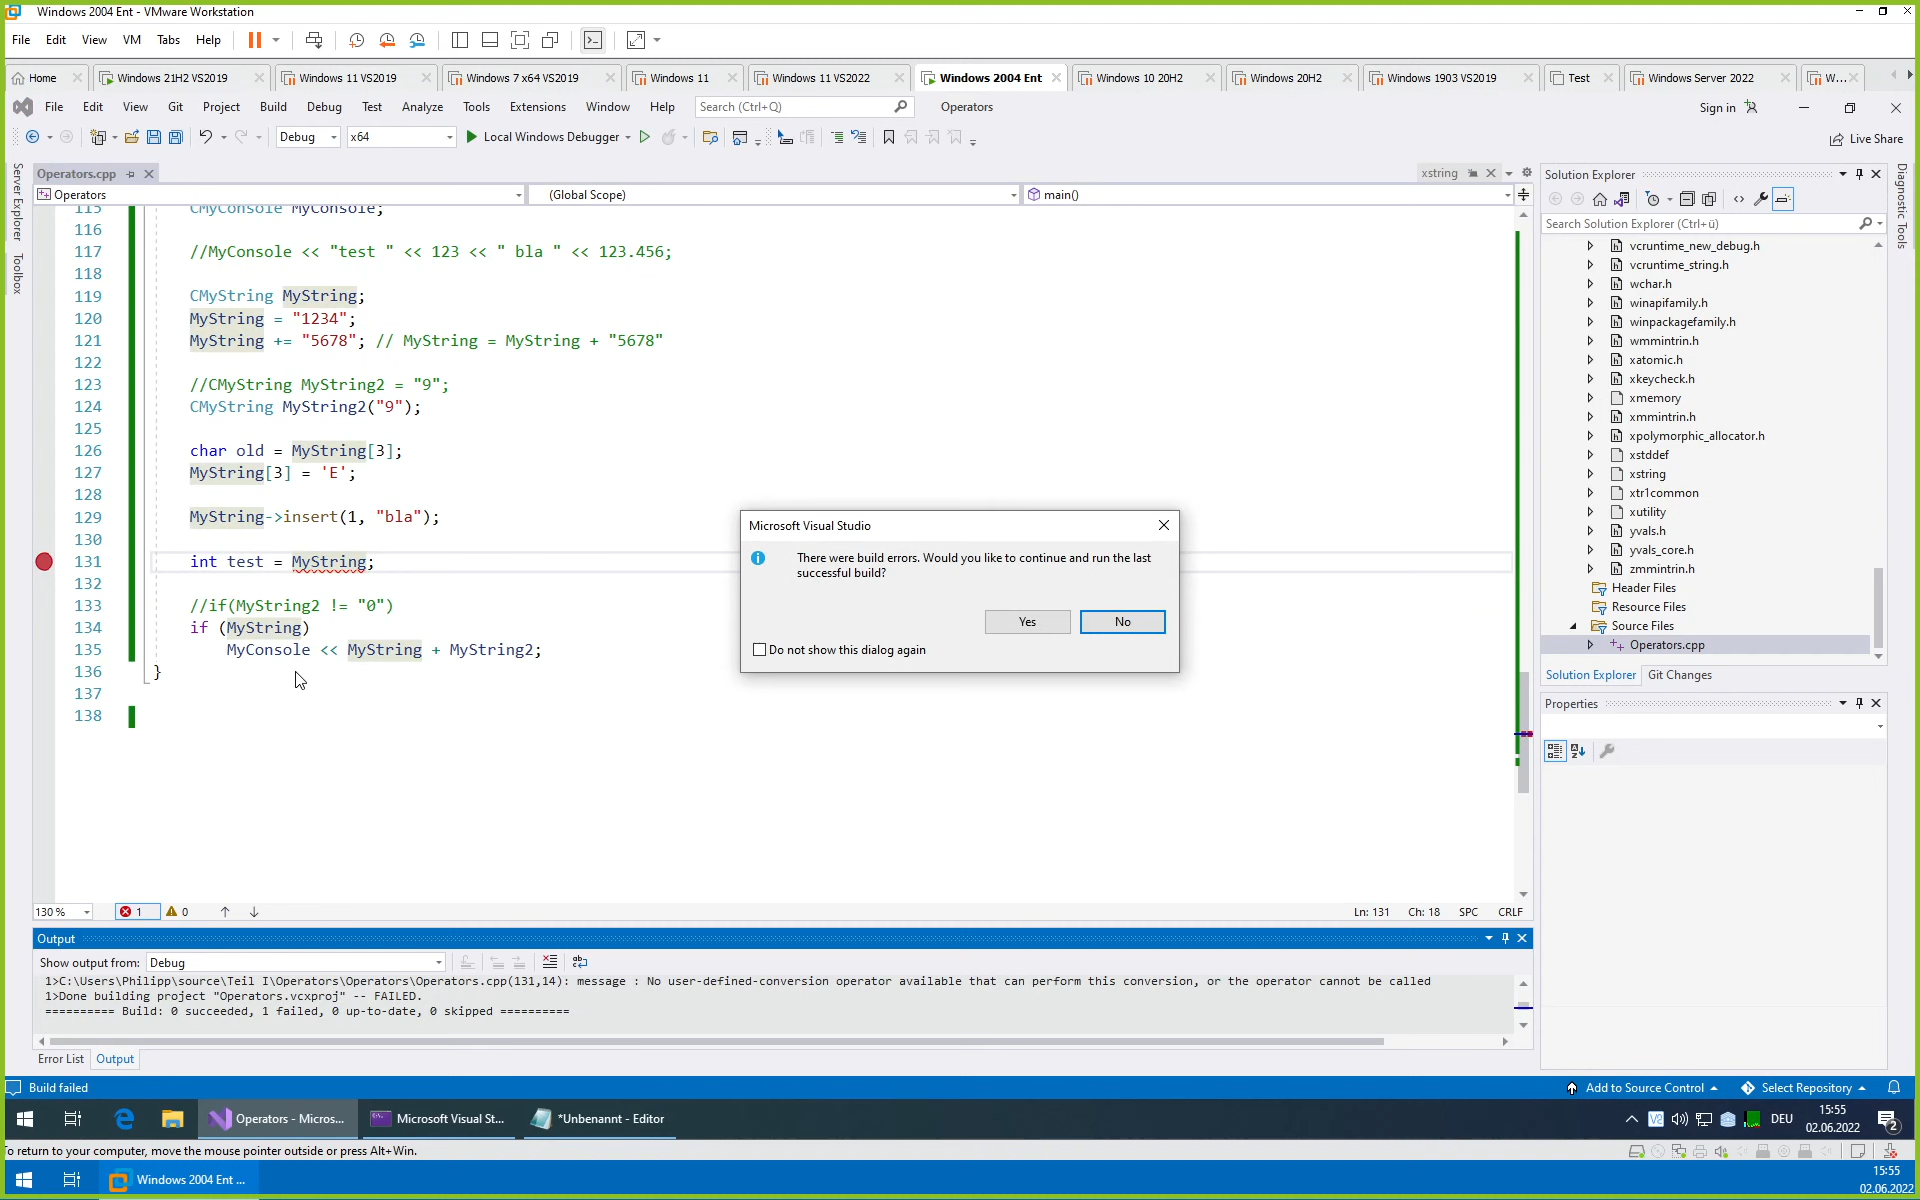 Windows 2004 Ent - VMware Workstation
File Edit View VM Tabs Help
Home Windows 21H2 VS2019 Windows 11 VS2019 Windows 7 x64 VS2019 Windows 11 Windows 11 VS2022 Windows 2004 Ent Windows 10 20H2 Windows 20H2 Windows 1903 VS2019 Test Windows Server 2022 W...
File Edit View Git Project Build Debug Test Analyze Tools Extensions Window Help Search (Ctrl+Q) Operators Sign in
Debug x64 Local Windows Debugger Live Share
Server Explorer
Toolbox
Operators.cpp xstring
Operators (Global Scope) main()
115 CMyConsole MyConsole;
116
117 //MyConsole << "test " << 123 << " bla " << 123.456;
118
119 CMyString MyString;
120 MyString = "1234";
121 MyString += "5678"; // MyString = MyString + "5678"
122
123 //CMyString MyString2 = "9";
124 CMyString MyString2("9");
125
126 char old = MyString[3];
127 MyString[3] = 'E';
128
129 MyString->insert(1, "bla");
130
131 int test = MyString;
132
133 //if(MyString2 != "0")
134 if (MyString)
135 MyConsole << MyString + MyString2;
136 }
137
138
Microsoft Visual Studio
There were build errors. Would you like to continue and run the last
successful build?
Yes No
Do not show this dialog again
130 % 1 0 Ln: 131 Ch: 18 SPC CRLF
Output
Show output from: Debug
1>C:\Users\Philipp\source\Teil I\Operators\Operators\Operators.cpp(131,14): message : No user-defined-conversion operator available that can perform this conversion, or the operator cannot be called
1>Done building project "Operators.vcxproj" -- FAILED.
========== Build: 0 succeeded, 1 failed, 0 up-to-date, 0 skipped ==========
Error List Output
Solution Explorer
Search Solution Explorer (Ctrl+ü)
vcruntime_new_debug.h
vcruntime_string.h
wchar.h
winapifamily.h
winpackagefamily.h
wmmintrin.h
xatomic.h
xkeycheck.h
xmemory
xmmintrin.h
xpolymorphic_allocator.h
xstddef
xstring
xtr1common
xutility
yvals.h
yvals_core.h
zmmintrin.h
Header Files
Resource Files
Source Files
Operators.cpp
Solution Explorer Git Changes
Properties
Diagnostic Tools
Build failed Add to Source Control Select Repository
Operators - Micros... Microsoft Visual St... *Unbenannt - Editor DEU 15:55
02.06.2022 2
To return to your computer, move the mouse pointer outside or press Alt+Win.
Windows 2004 Ent ... 15:55
02.06.2022